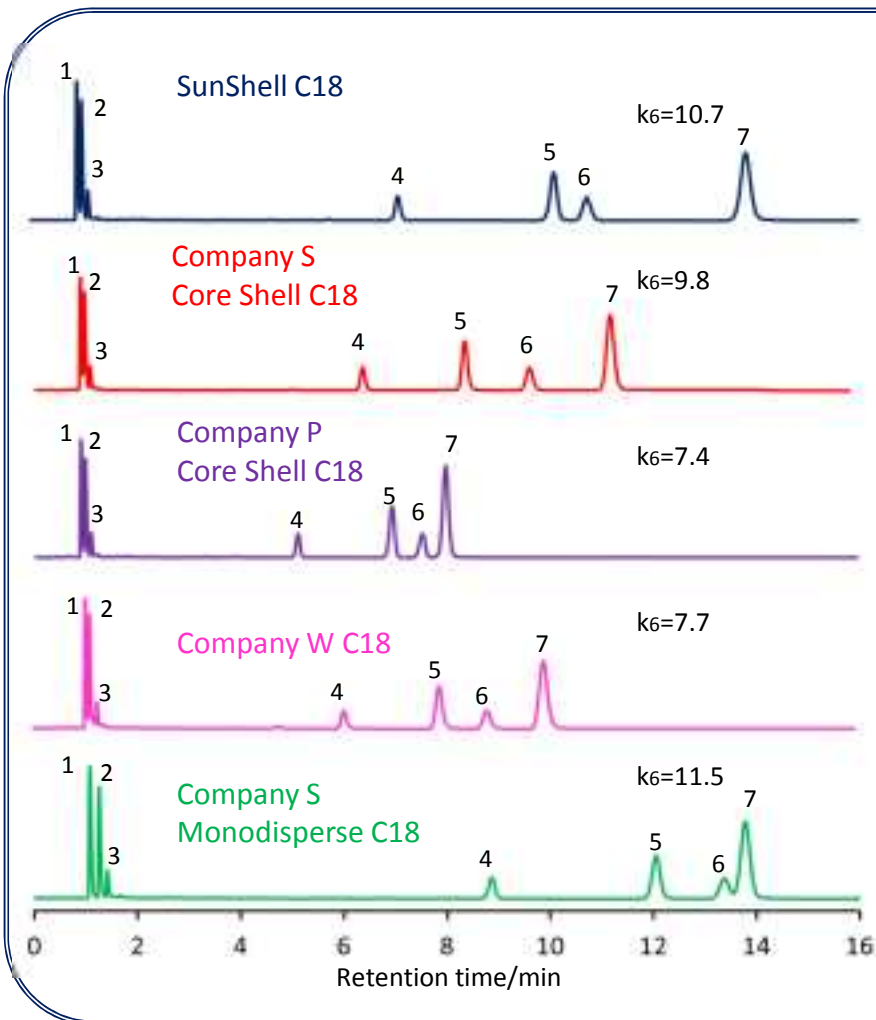 1
2
3
SunShell C18
4
5
6
k6=10.7
7
1
2
3
Company S
Core Shell C18
4
5
6
7
k6=9.8
1
2
3
Company P
Core Shell C18
4
5
6
7
k6=7.4
1
2
3
Company W C18
4
5
6
7
k6=7.7
1
2
3
Company S
Monodisperse C18
4
5
6
7
k6=11.5
0 2 4 6 8 10 12 14 16
Retention time/min